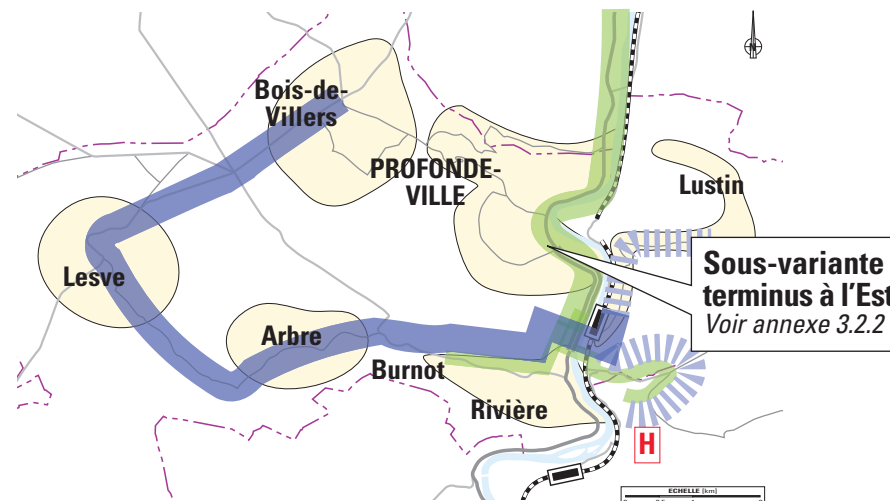 N
Bois-de-
Villers
PROFONDE-
VILLE
Lustin
Lesve
Sous-variante
terminus à l'Est
Voir annexe 3.2.2
Arbre
Burnot
Rivière
H
ECHELLE [km]